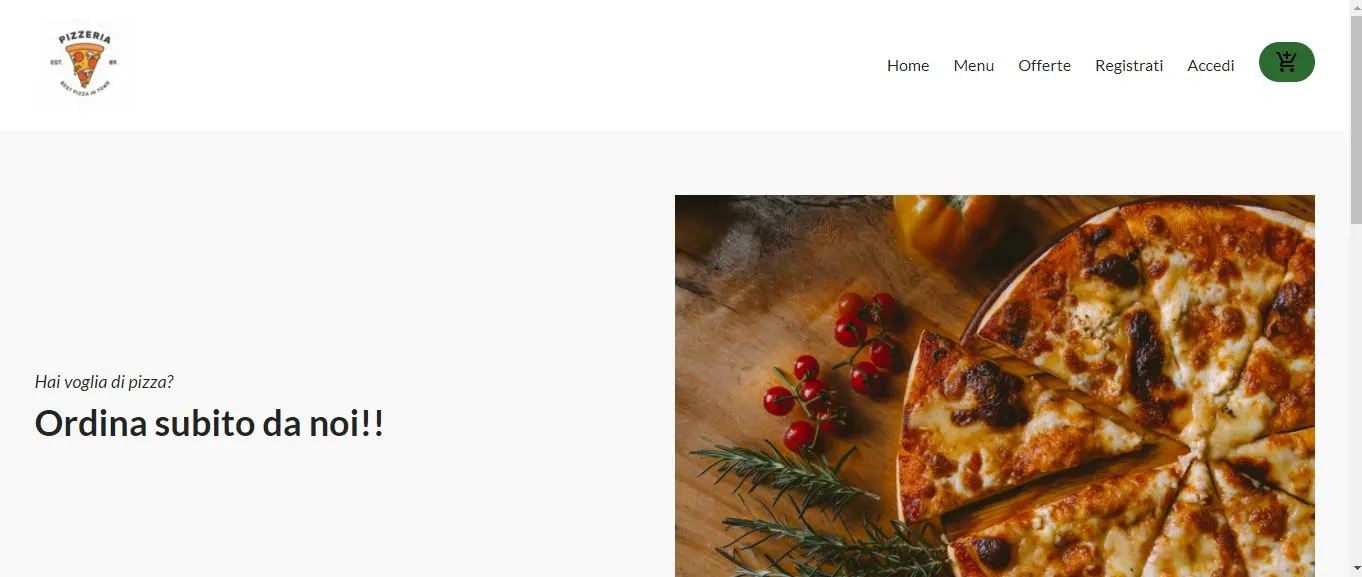 PIZZERIA
EST. 89
BEST PIZZA IN TOWN
Home Menu Offerte Registrati Accedi
Hai voglia di pizza?
Ordina subito da noi!!